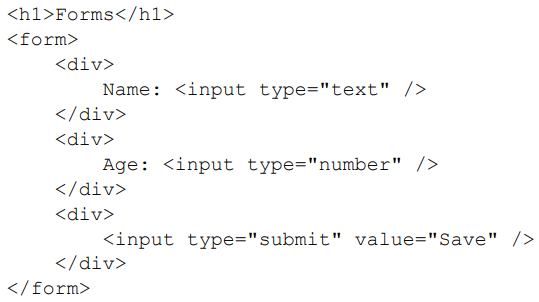 <h1>Forms</h1>
<form>
    <div>
        Name: <input type="text" />
    </div>
    <div>
        Age: <input type="number" />
    </div>
    <div>
        <input type="submit" value="Save" />
    </div>
</form>